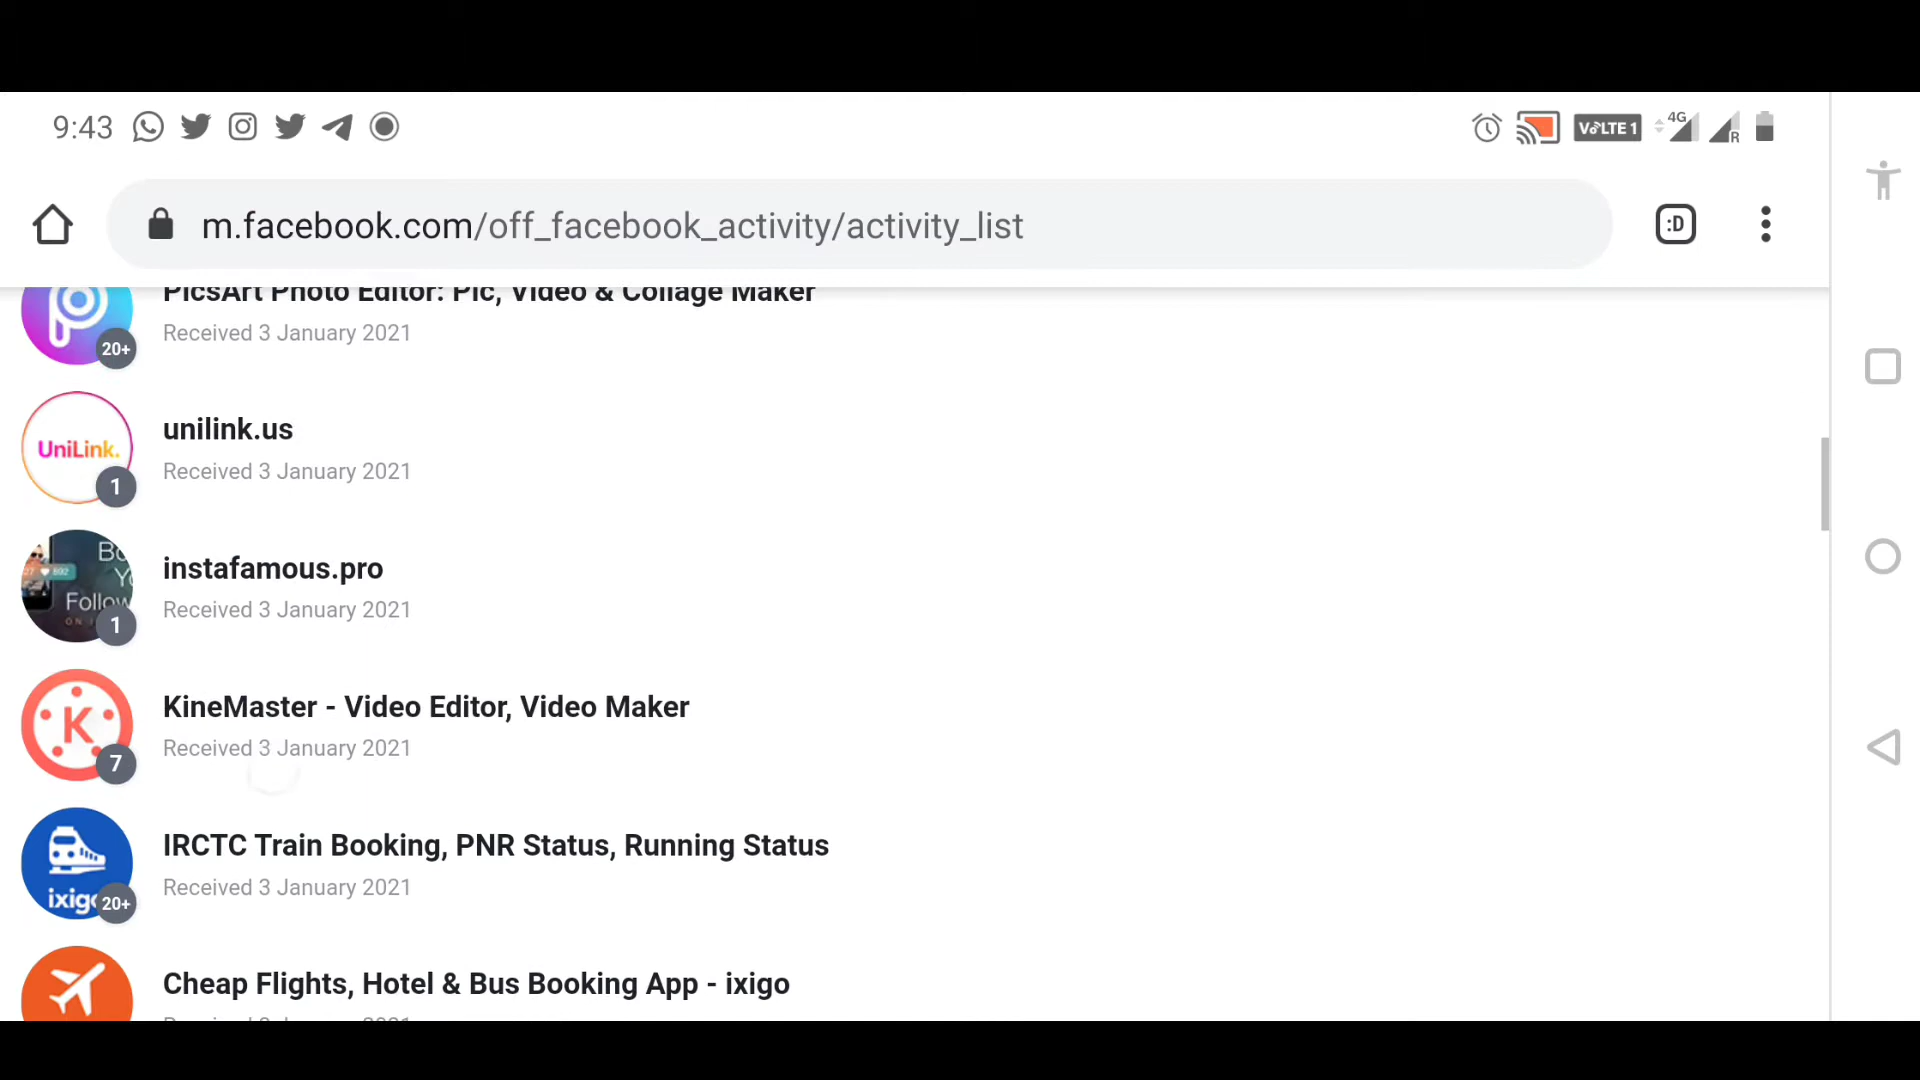 9:43
VoLTE 1
4G
R
m.facebook.com/off_facebook_activity/activity_list
:D
PicsArt Photo Editor: Pic, Video & Collage Maker
20+
Received 3 January 2021
unilink.us
UniLink.
1
Received 3 January 2021
instafamous.pro
Follow
1
Received 3 January 2021
KineMaster - Video Editor, Video Maker
K
7
Received 3 January 2021
IRCTC Train Booking, PNR Status, Running Status
20+
Received 3 January 2021
Cheap Flights, Hotel & Bus Booking App - ixigo